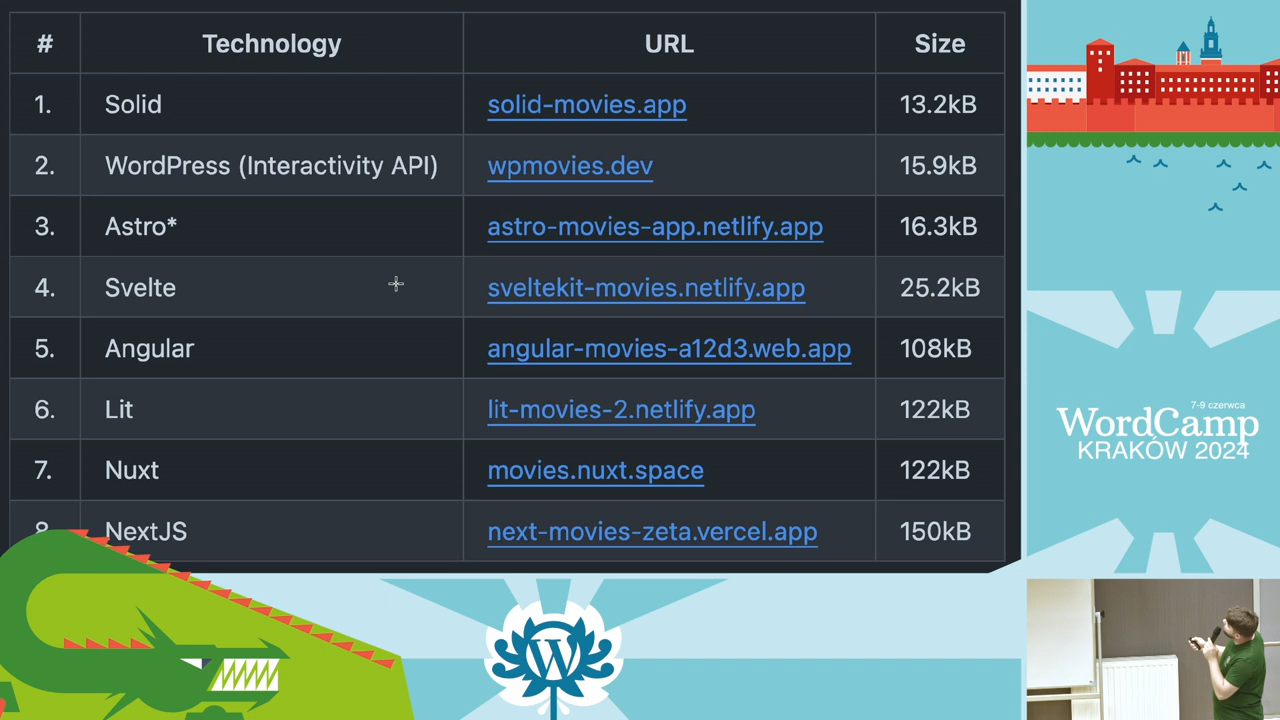 # Technology URL Size
1. Solid solid-movies.app 13.2kB
2. WordPress (Interactivity API) wpmovies.dev 15.9kB
3. Astro* astro-movies-app.netlify.app 16.3kB
4. Svelte sveltekit-movies.netlify.app 25.2kB
5. Angular angular-movies-a12d3.web.app 108kB
6. Lit lit-movies-2.netlify.app 122kB
7. Nuxt movies.nuxt.space 122kB
8. NextJS next-movies-zeta.vercel.app 150kB
7-9 czerwca
WordCamp
KRAKÓW 2024
W